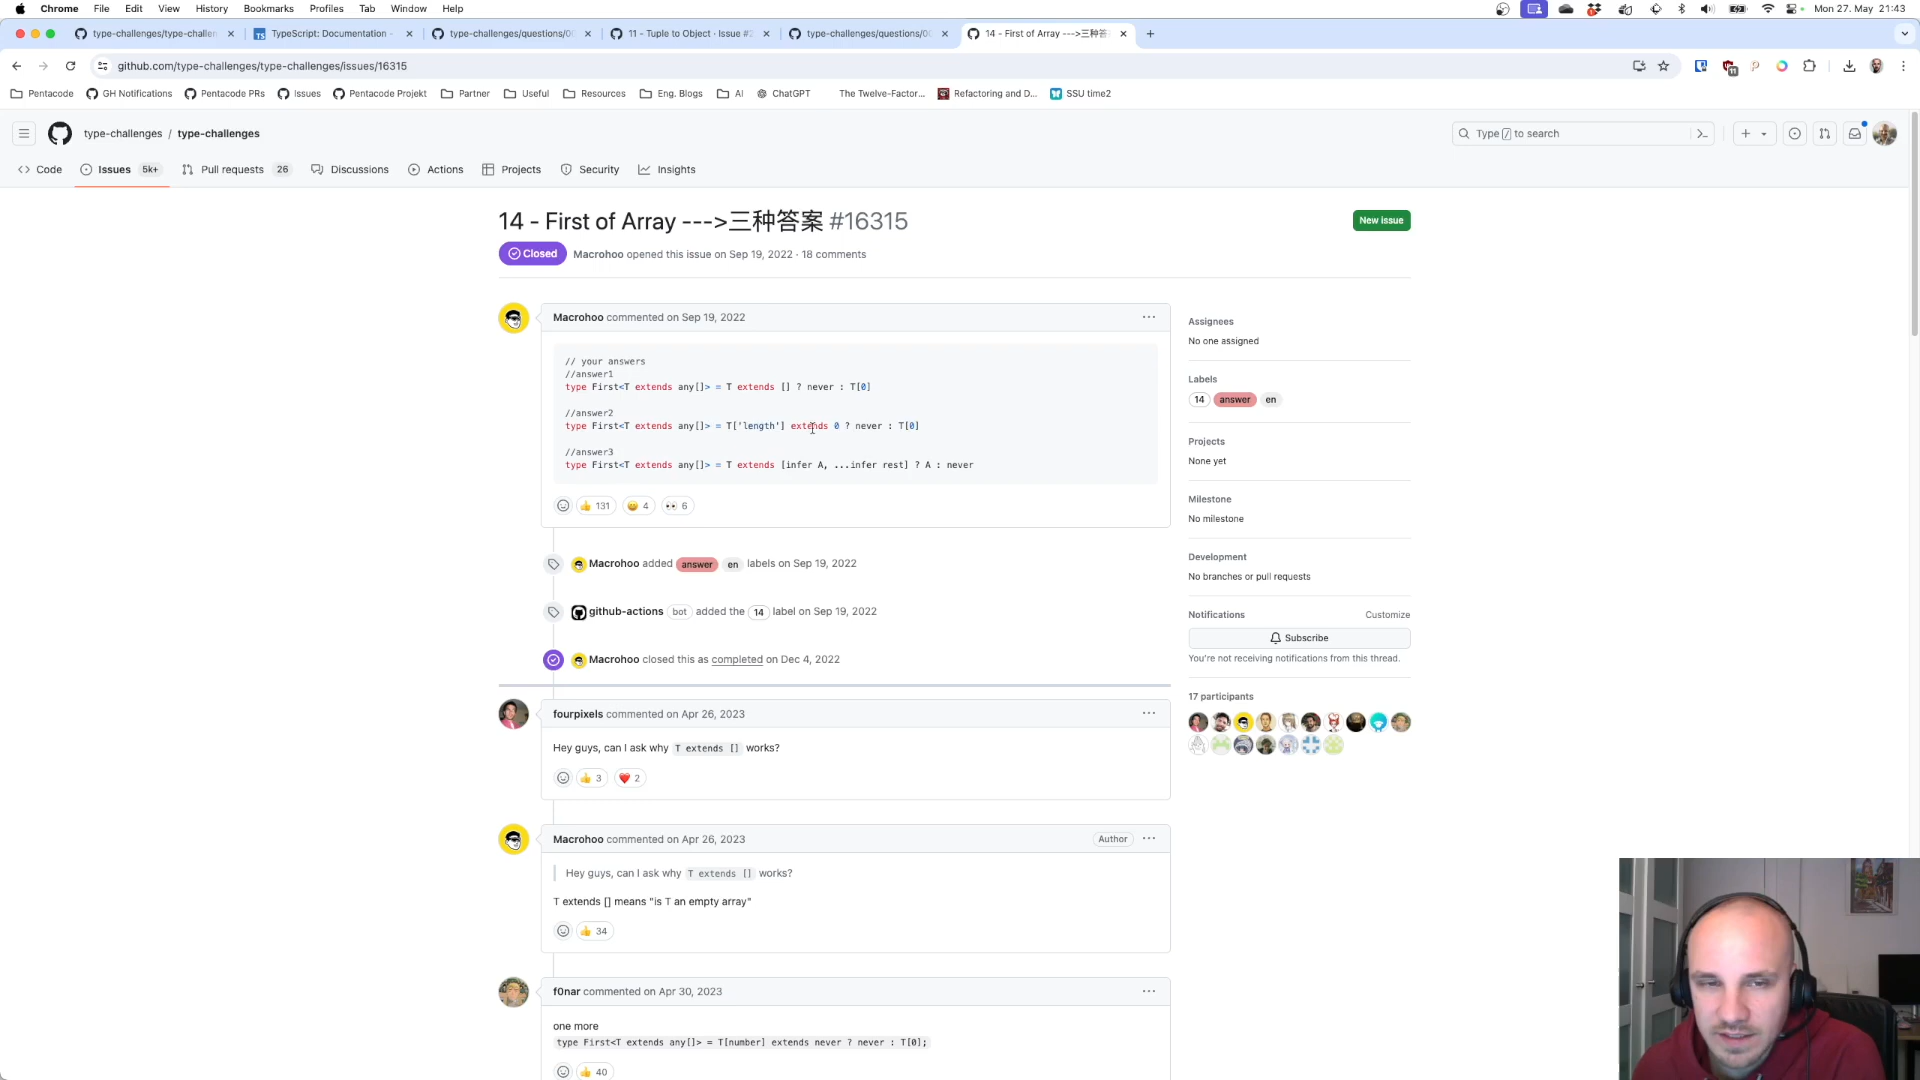 Chrome File Edit View History Bookmarks Profiles Tab Window Help
Mon 27. May 21:43
type-challenges/type-challen
TypeScript: Documentation -
type-challenges/questions/00
11 - Tuple to Object · Issue #2
type-challenges/questions/00
14 - First of Array --->三种答
github.com/type-challenges/type-challenges/issues/16315
Pentacode GH Notifications Pentacode PRs Issues Pentacode Projekt Partner Useful Resources Eng. Blogs AI ChatGPT The Twelve-Factor... Refactoring and D... SSU time2
type-challenges / type-challenges
Type / to search
Code Issues 5k+ Pull requests 26 Discussions Actions Projects Security Insights
14 - First of Array --->三种答案 #16315
New issue
Closed Macrohoo opened this issue on Sep 19, 2022 · 18 comments
Macrohoo commented on Sep 19, 2022
// your answers
//answer1
type First<T extends any[]> = T extends [] ? never : T[0]
//answer2
type First<T extends any[]> = T['length'] extends 0 ? never : T[0]
//answer3
type First<T extends any[]> = T extends [infer A, ...infer rest] ? A : never
131 4 6
Macrohoo added answer en labels on Sep 19, 2022
github-actions bot added the 14 label on Sep 19, 2022
Macrohoo closed this as completed on Dec 4, 2022
fourpixels commented on Apr 26, 2023
Hey guys, can I ask why T extends [] works?
3 2
Macrohoo commented on Apr 26, 2023
Author
Hey guys, can I ask why T extends [] works?
T extends [] means "is T an empty array"
34
f0nar commented on Apr 30, 2023
one more
type First<T extends any[]> = T[number] extends never ? never : T[0];
40
Assignees
No one assigned
Labels
14 answer en
Projects
None yet
Milestone
No milestone
Development
No branches or pull requests
Notifications
Customize
Subscribe
You're not receiving notifications from this thread.
17 participants